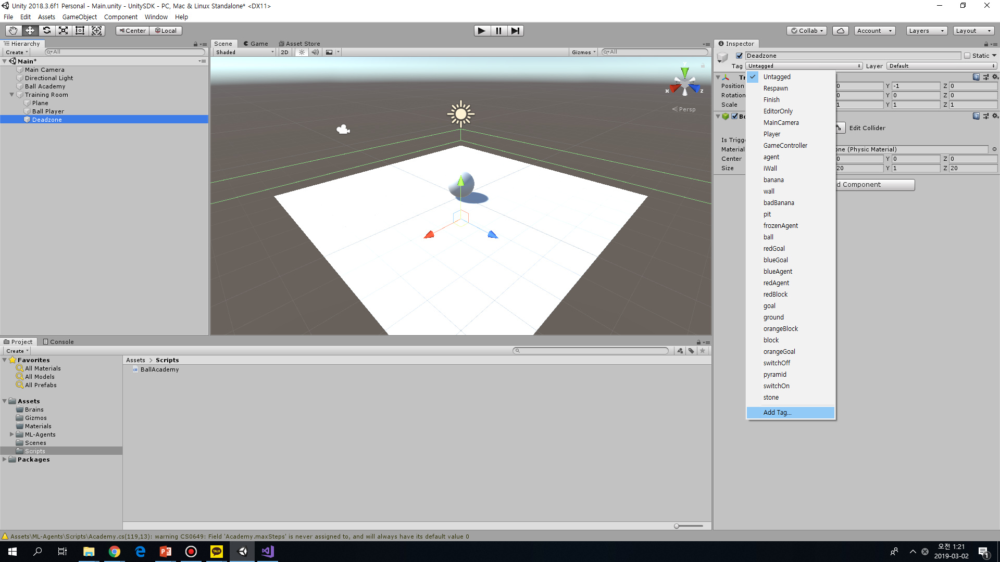 Unity 2018.3.6f1 Personal - Main.unity - UnitySDK - PC, Mac & Linux Standalone* <DX11>
File Edit Assets GameObject Component Window Help
Center Local Collab Account Layers Layout
Hierarchy
Create All
Main*
Main Camera
Directional Light
Ball Academy
Training Room
Plane
Ball Player
Deadzone
Scene Game Asset Store
Shaded 2D Gizmos All
y
x z
Persp
Inspector
Deadzone Static
Tag Untagged Layer Default
Position 0 Y -1 Z 0
Rotation 0 Y 0 Z 0
Scale 1 Y 1 Z 1
Edit Collider
Is Trigg
Material one (Physic Material)
Center 0 Y 0 Z 0
Size 20 Y 1 Z 20
d Component
Untagged
Respawn
Finish
EditorOnly
MainCamera
Player
GameController
agent
iWall
banana
wall
badBanana
pit
frozenAgent
ball
redGoal
blueGoal
blueAgent
redAgent
redBlock
goal
ground
orangeBlock
block
orangeGoal
switchOff
pyramid
switchOn
stone
Add Tag...
Project Console
Create
Favorites
All Materials
All Models
All Prefabs
Assets
Brains
Gizmos
Materials
ML-Agents
Scenes
Scripts
Packages
Assets > Scripts
BallAcademy
Assets\ML-Agents\Scripts\Academy.cs(119,13): warning CS0649: Field 'Academy.maxSteps' is never assigned to, and will always have its default value 0
TALK
오전 1:21
2019-03-02
1